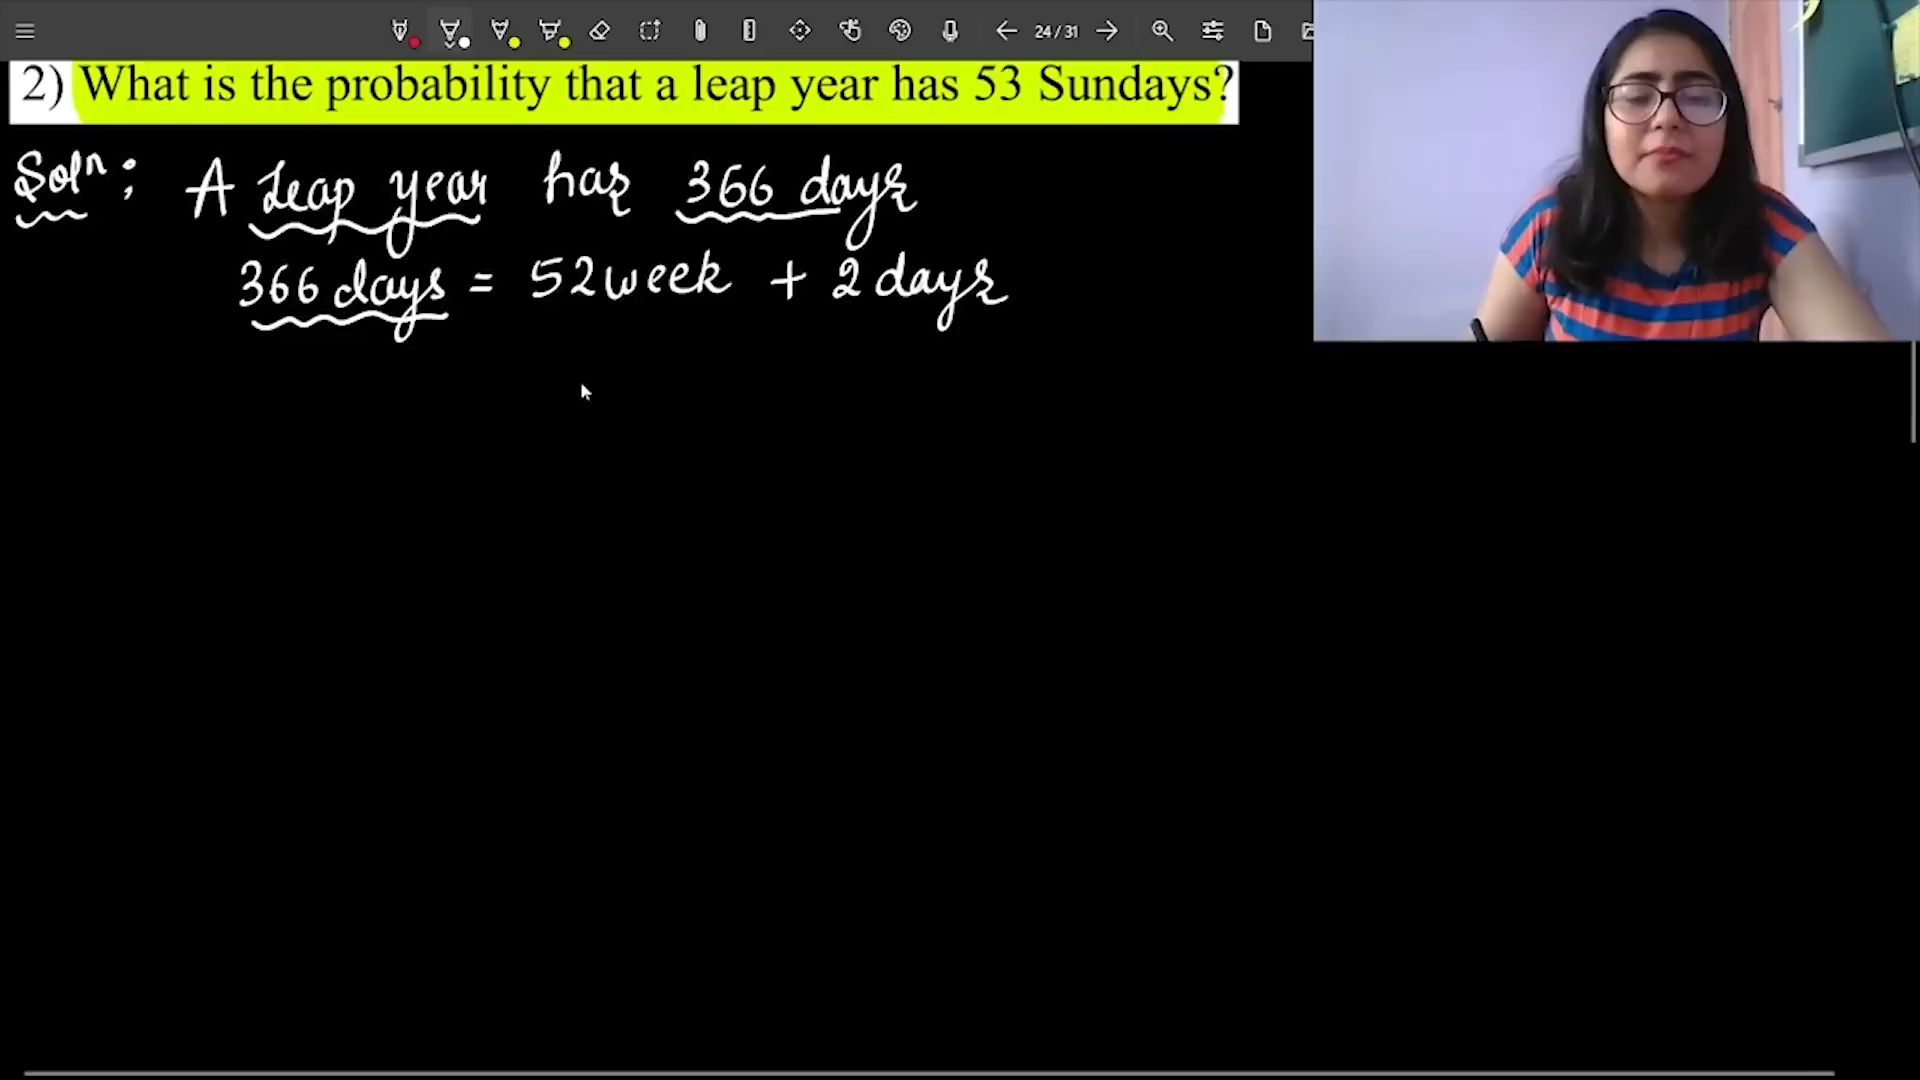 24 / 31
2) What is the probability that a leap year has 53 Sundays?
Solⁿ : A Leap year has 366 days
366 days = 52 week + 2 days